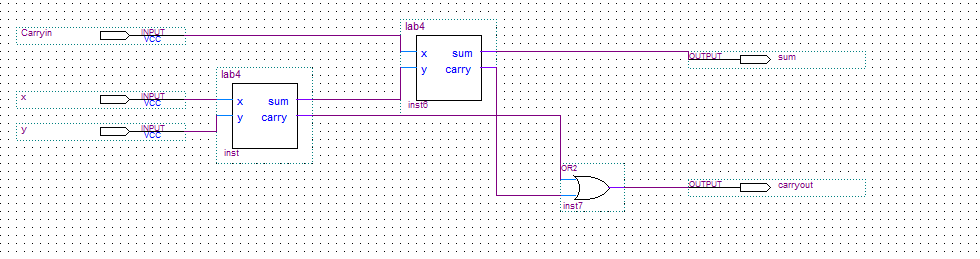 lab4
Carryin
INPUT
VCC
x
sum
OUTPUT
sum
y
carry
lab4
x
INPUT
VCC
x
sum
inst6
y
carry
y
INPUT
VCC
inst
OR2
OUTPUT
carryout
inst7